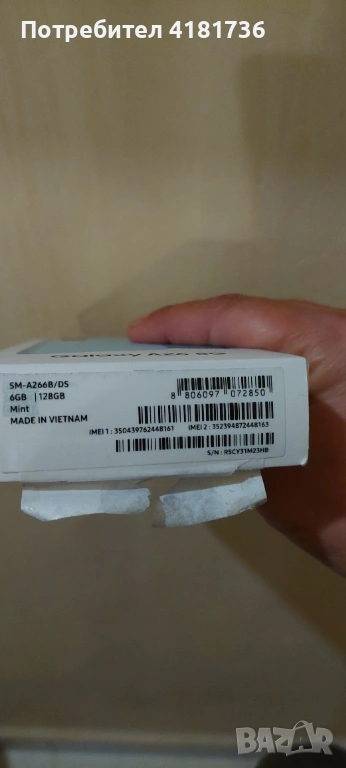 Потребител 4181736
Galaxy A26 5G
SM-A266B/DS
6GB | 128GB
Mint
MADE IN VIETNAM
8 806097 072850
IMEI 1: 350439762448161
IMEI 2: 352394872448163
S/N: R5CY31M23HB
BAZAR